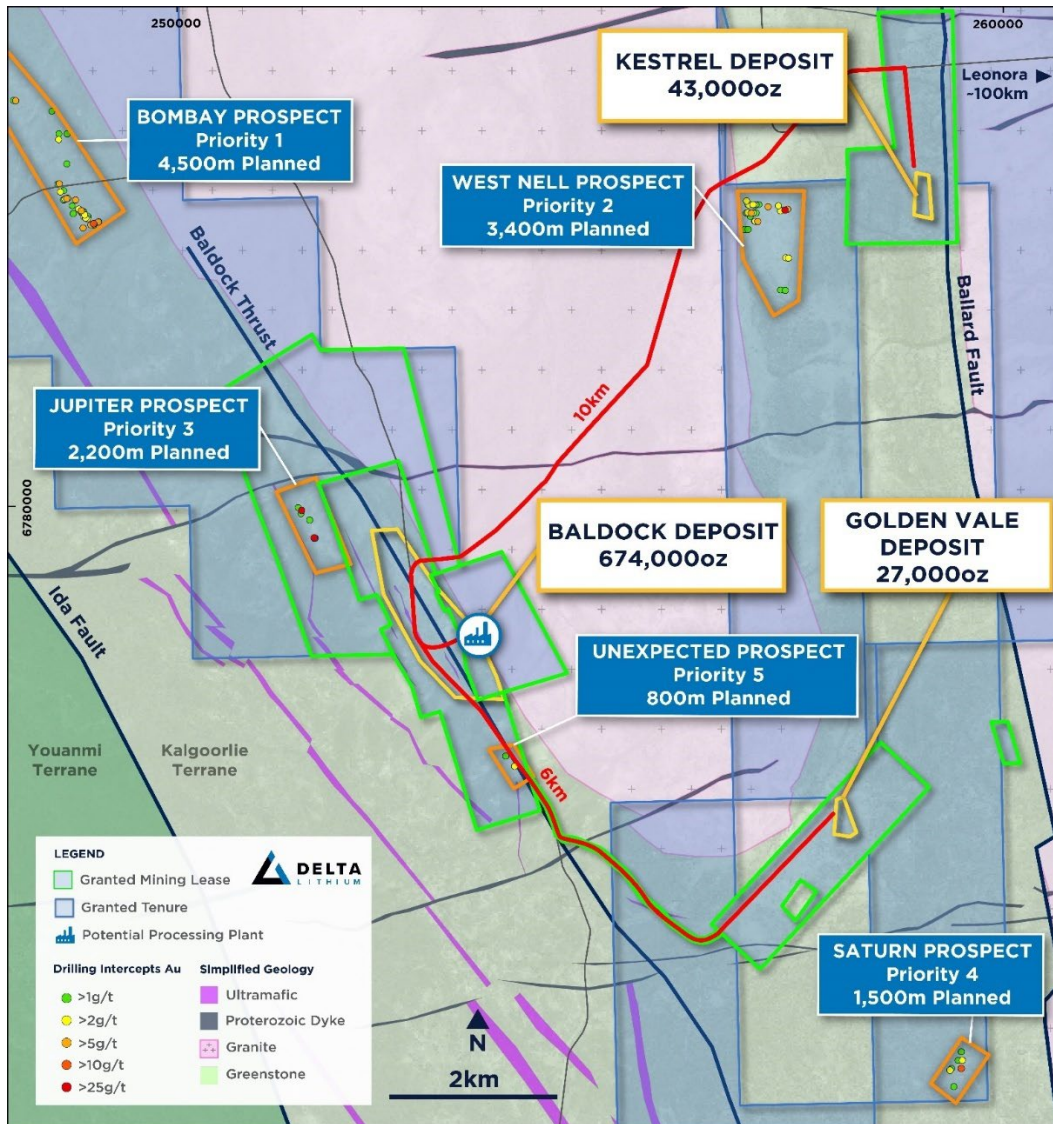 250000
260000
KESTREL DEPOSIT
43,000oz
Leonora
~100km
BOMBAY PROSPECT
Priority 1
4,500m Planned
WEST NELL PROSPECT
Priority 2
3,400m Planned
Baldock Thrust
Ballard Fault
10km
JUPITER PROSPECT
Priority 3
2,200m Planned
6780000
BALDOCK DEPOSIT
674,000oz
GOLDEN VALE
DEPOSIT
27,000oz
Ida Fault
UNEXPECTED PROSPECT
Priority 5
800m Planned
6km
Youanmi
Terrane
Kalgoorlie
Terrane
SATURN PROSPECT
Priority 4
1,500m Planned
LEGEND
Granted Mining Lease
Granted Tenure
Potential Processing Plant
DELTA
LITHIUM
Drilling Intercepts Au
>1g/t
>2g/t
>5g/t
>10g/t
>25g/t
Simplified Geology
Ultramafic
Proterozoic Dyke
Granite
Greenstone
N
2km